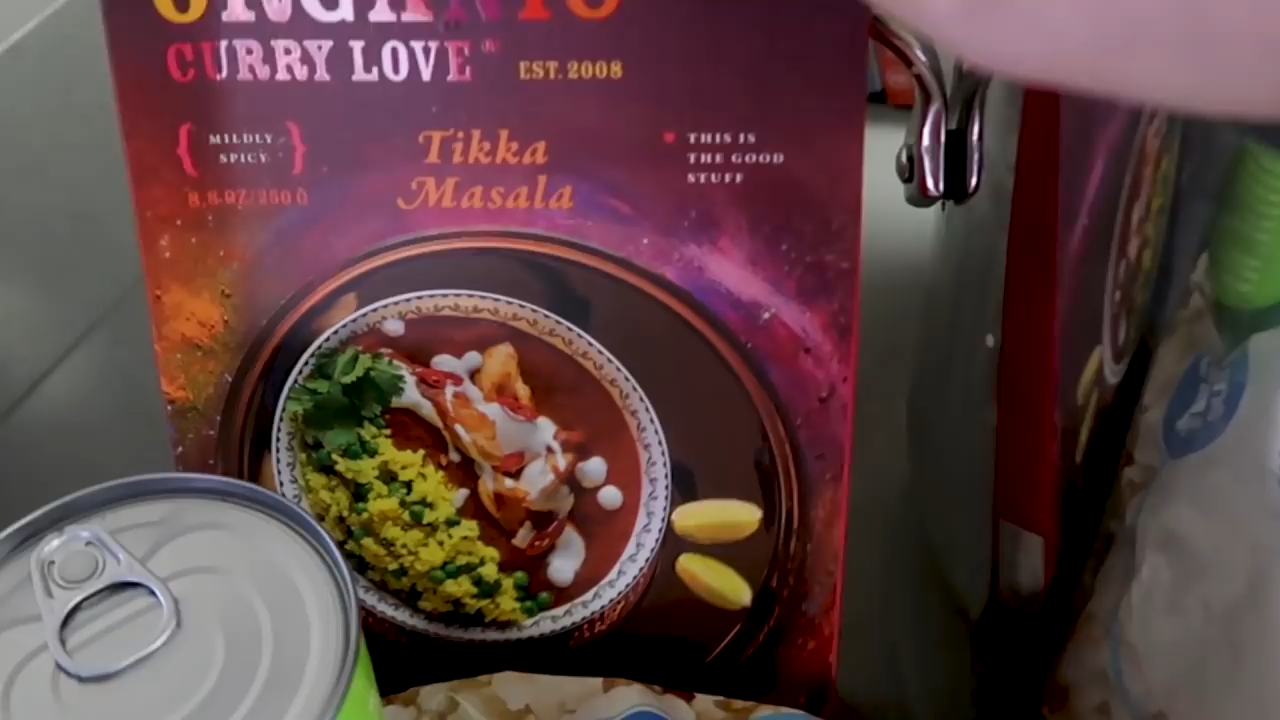 CURRY LOVE®
EST. 2008
MILDLY
SPICY
Tikka
Masala
THIS IS
THE GOOD
STUFF